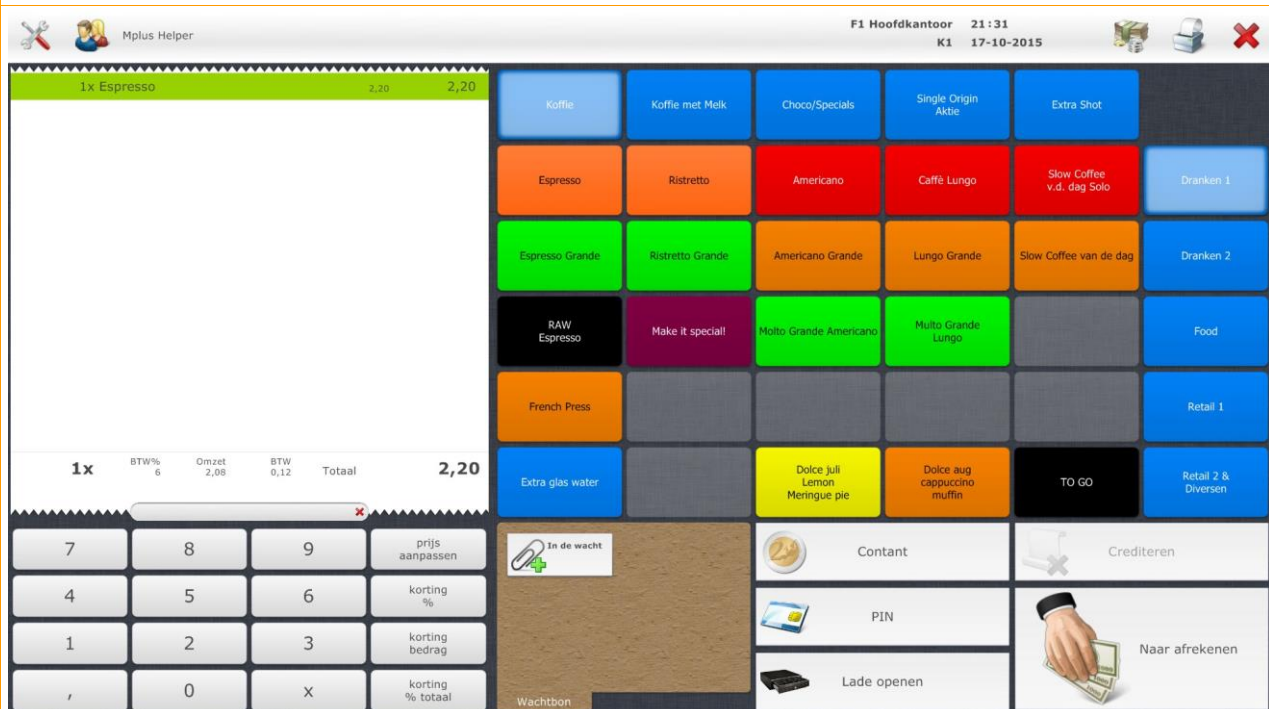 Mplus Helper
F1 Hoofdkantoor 21:31
K1 17-10-2015
1x Espresso 2,20 2,20
Koffie
Koffie met Melk
Choco/Specials
Single Origin
Aktie
Extra Shot
Espresso
Ristretto
Americano
Caffè Lungo
Slow Coffee
v.d. dag Solo
Dranken 1
Espresso Grande
Ristretto Grande
Americano Grande
Lungo Grande
Slow Coffee van de dag
Dranken 2
RAW
Espresso
Make it special!
Molto Grande Americano
Multo Grande
Lungo
Food
French Press
Retail 1
1x
BTW%
6
Omzet
2,08
BTW
0,12
Totaal
2,20
Extra glas water
Dolce juli
Lemon
Meringue pie
Dolce aug
cappuccino
muffin
TO GO
Retail 2 &
Diversen
7
8
9
prijs
aanpassen
4
5
6
korting
%
1
2
3
korting
bedrag
,
0
x
korting
% totaal
In de wacht
Wachtbon
Contant
Crediteren
PIN
Lade openen
Naar afrekenen